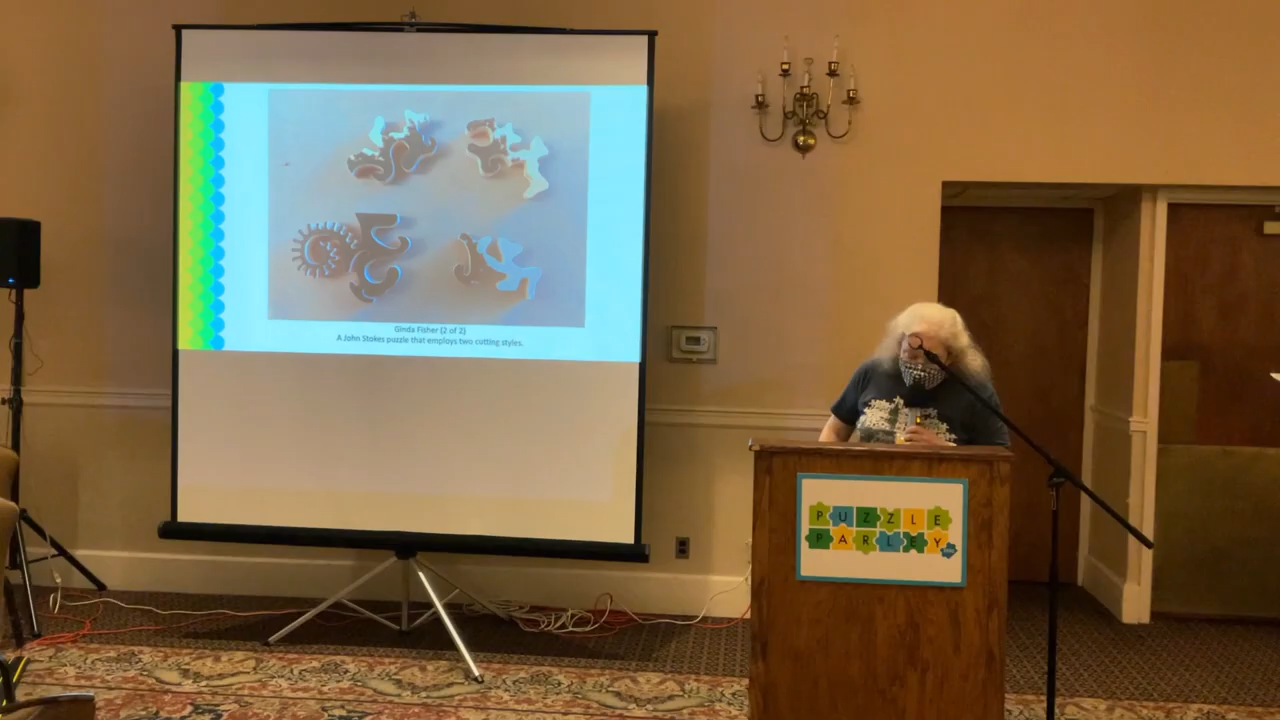 Ginda Fisher (2 of 2)
A John Stokes puzzle that employs two cutting styles.
PUZZLE
PARLEY